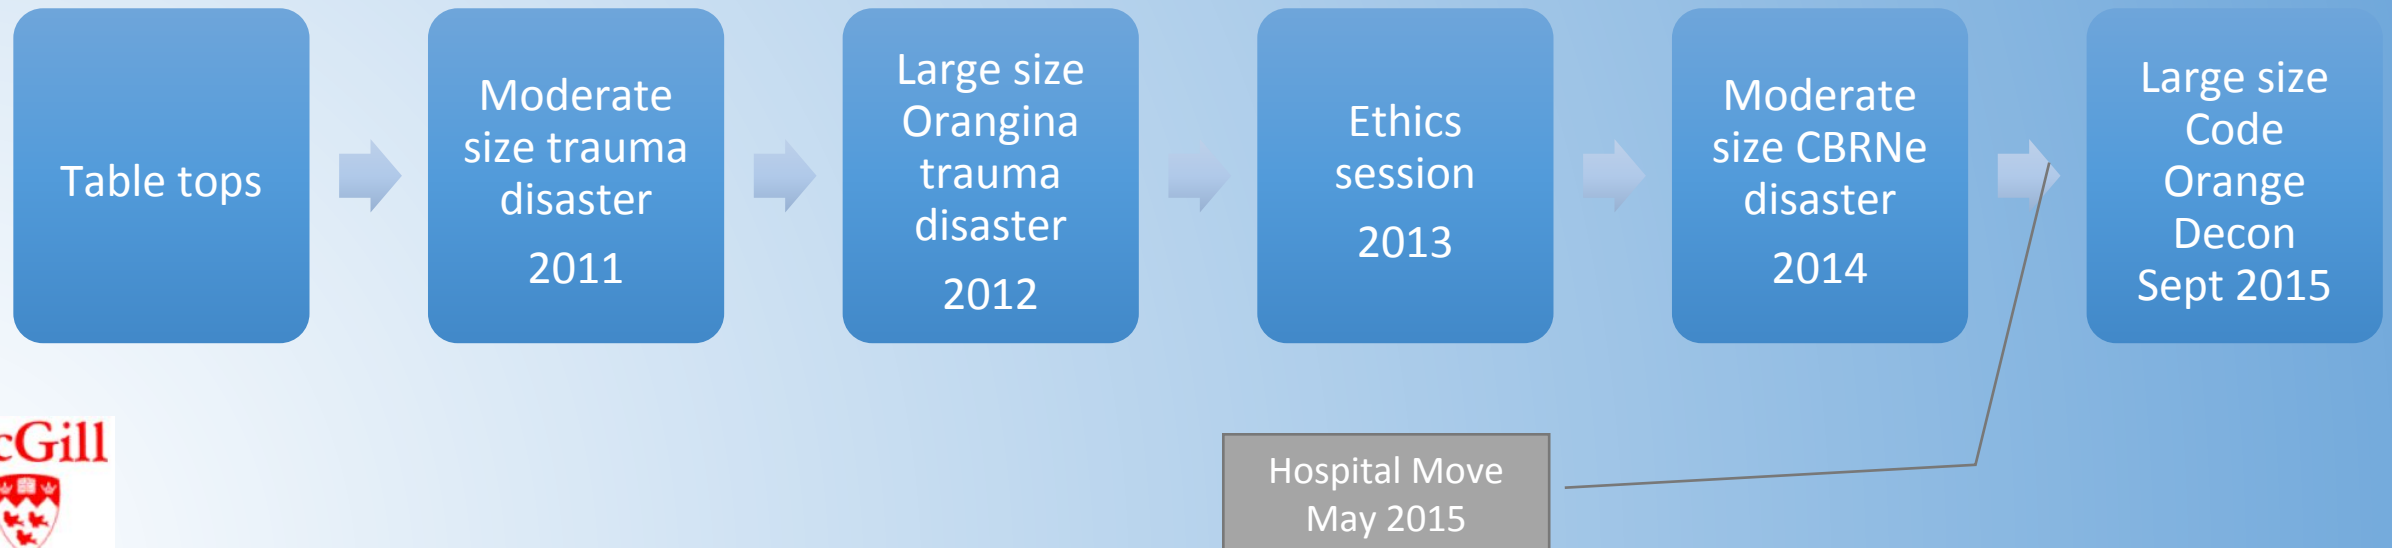 Table tops
Moderate
size trauma
disaster
2011
Large size
Orangina
trauma
disaster
2012
Ethics
session
2013
Moderate
size CBRNe
disaster
2014
Large size
Code
Orange
Decon
Sept 2015
Hospital Move
May 2015
cGill